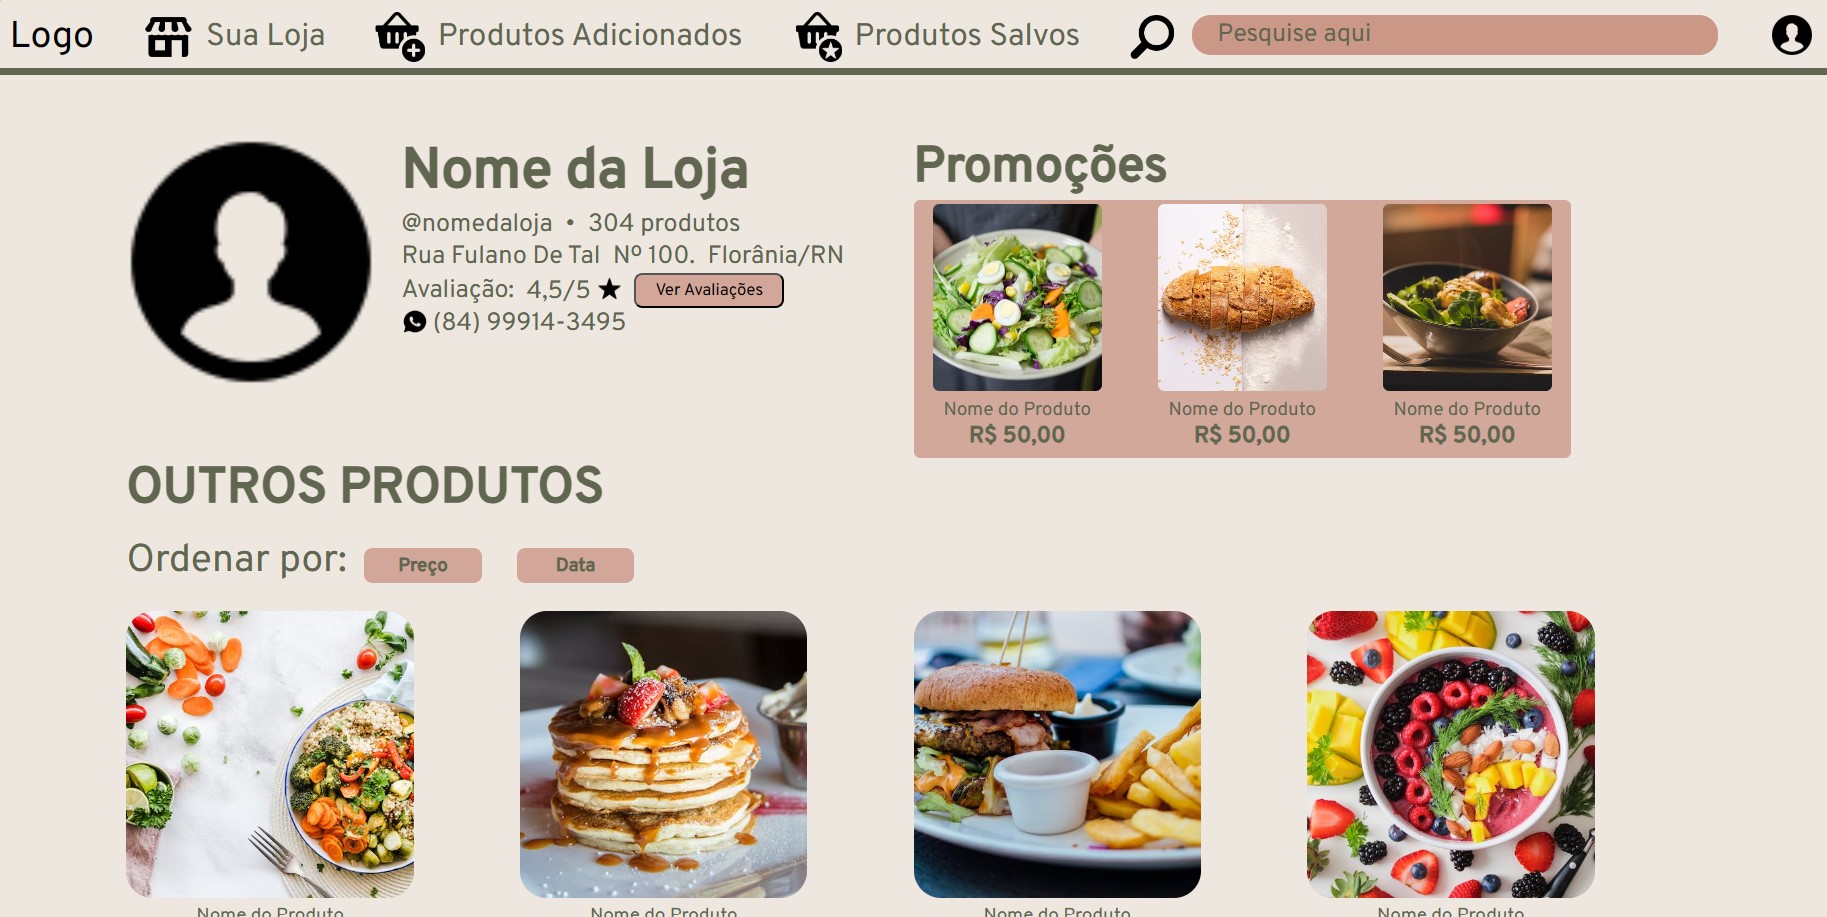 Logo
Sua Loja
Produtos Adicionados
Produtos Salvos
Pesquise aqui
Nome da Loja
@nomedaloja • 304 produtos
Rua Fulano De Tal Nº 100. Florânia/RN
Avaliação: 4,5/5 ★ Ver Avaliações
(84) 99914-3495
Promoções
Nome do Produto
R$ 50,00
Nome do Produto
R$ 50,00
Nome do Produto
R$ 50,00
OUTROS PRODUTOS
Ordenar por: Preço Data
Nome do Produto
Nome do Produto
Nome do Produto
Nome do Produto